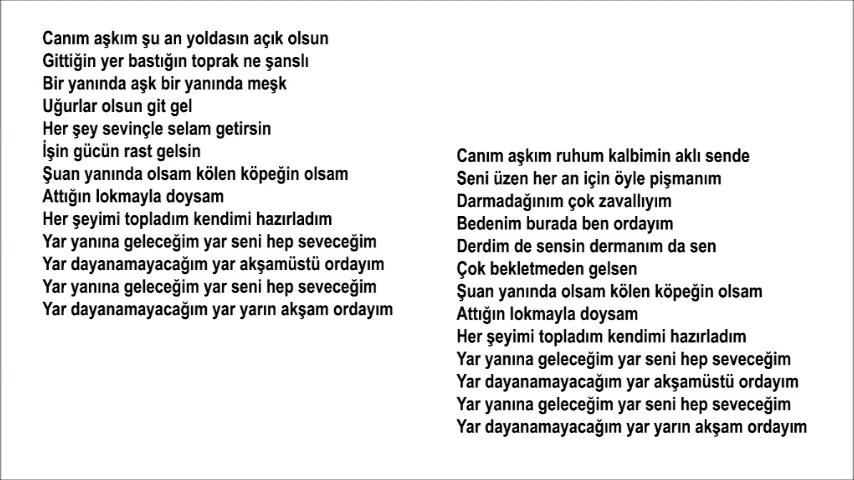 Canım aşkım şu an yoldasın açık olsun
Gittiğin yer bastığın toprak ne şanslı
Bir yanında aşk bir yanında meşk
Uğurlar olsun git gel
Her şey sevinçle selam getirsin
İşin gücün rast gelsin
Şuan yanında olsam kölen köpeğin olsam
Attığın lokmayla doysam
Her şeyimi topladım kendimi hazırladım
Yar yanına geleceğim yar seni hep seveceğim
Yar dayanamayacağım yar akşamüstü ordayım
Yar yanına geleceğim yar seni hep seveceğim
Yar dayanamayacağım yar yarın akşam ordayım
Canım aşkım ruhum kalbimin aklı sende
Seni üzen her an için öyle pişmanım
Darmadağınım çok zavallıyım
Bedenim burada ben ordayım
Derdim de sensin dermanım da sen
Çok bekletmeden gelsen
Şuan yanında olsam kölen köpeğin olsam
Attığın lokmayla doysam
Her şeyimi topladım kendimi hazırladım
Yar yanına geleceğim yar seni hep seveceğim
Yar dayanamayacağım yar akşamüstü ordayım
Yar yanına geleceğim yar seni hep seveceğim
Yar dayanamayacağım yar yarın akşam ordayım